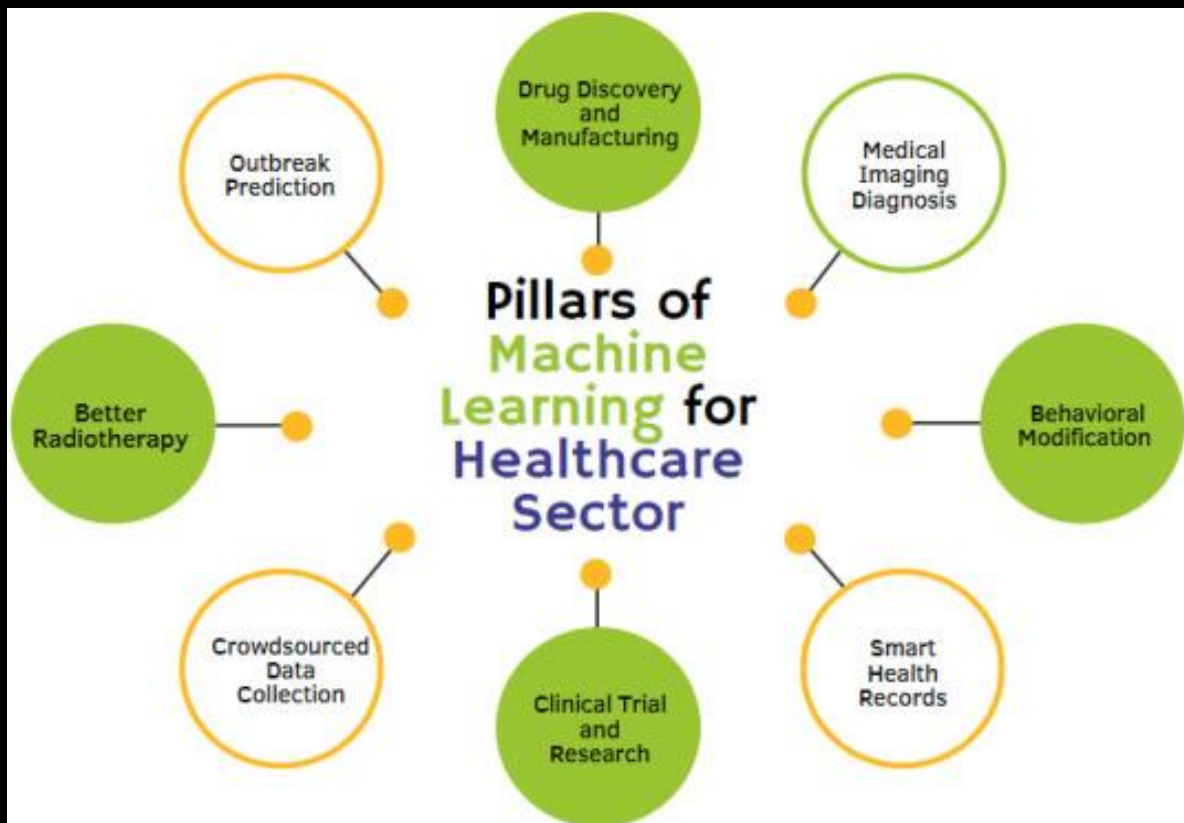 Drug Discovery
and
Manufacturing
Outbreak
Prediction
Medical
Imaging
Diagnosis
Pillars of
Machine
Learning for
Healthcare
Sector
Better
Radiotherapy
Behavioral
Modification
Crowdsourced
Data
Collection
Clinical Trial
and
Research
Smart
Health
Records